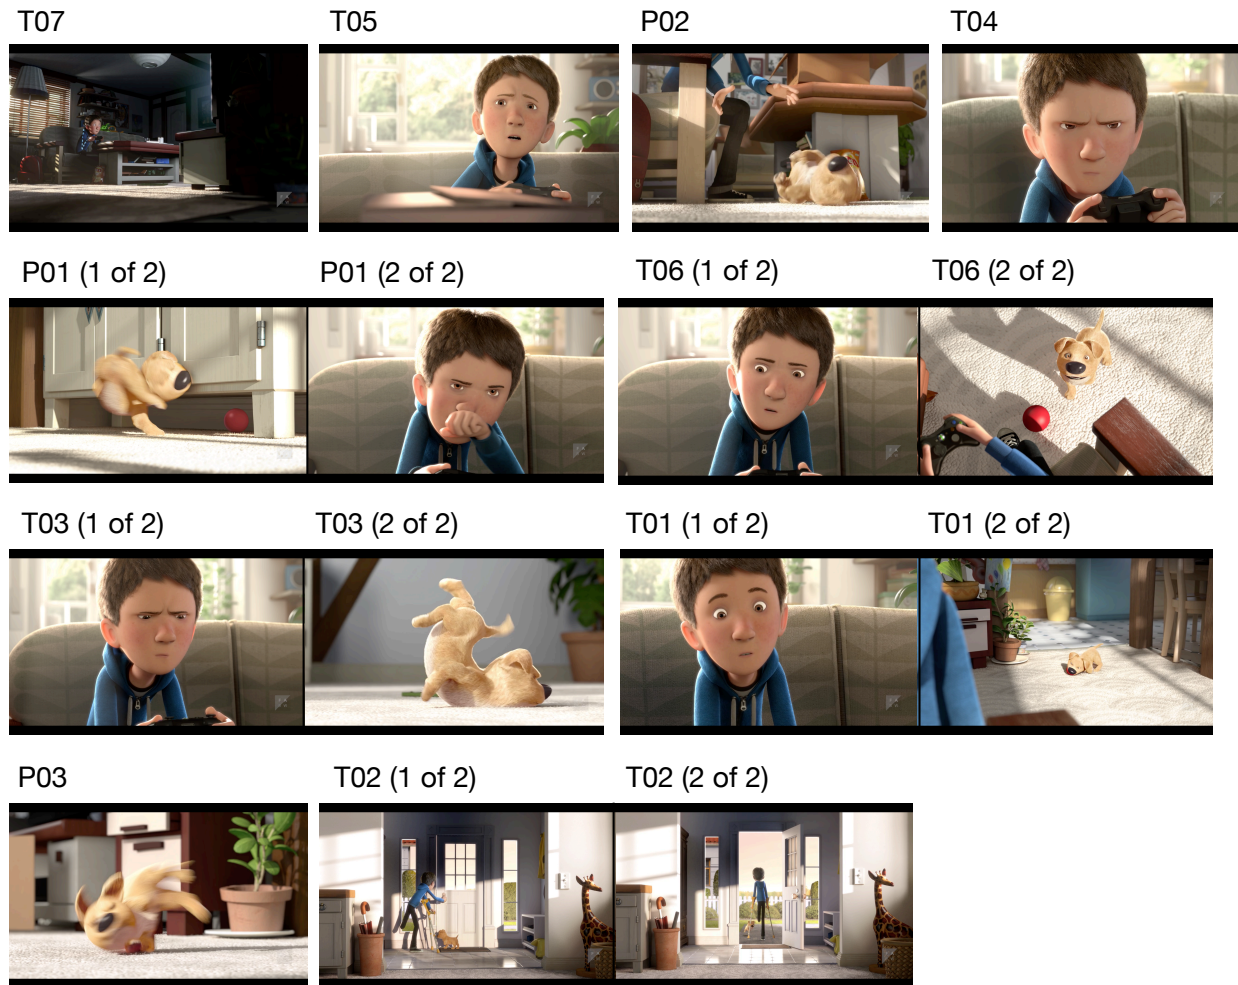 T07 T05 P02 T04
P01 (1 of 2) P01 (2 of 2) T06 (1 of 2) T06 (2 of 2)
T03 (1 of 2) T03 (2 of 2) T01 (1 of 2) T01 (2 of 2)
P03 T02 (1 of 2) T02 (2 of 2)